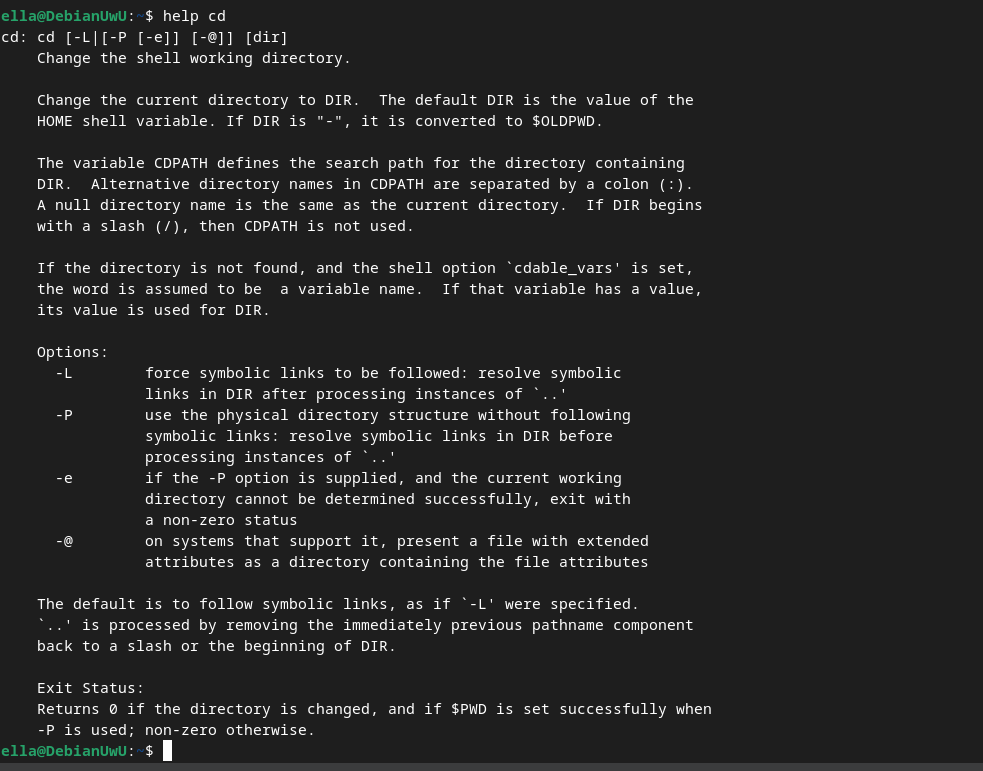 ella@DebianUwU:~$ help cd
cd: cd [-L|[-P [-e]] [-@]] [dir]
    Change the shell working directory.

    Change the current directory to DIR.  The default DIR is the value of the
    HOME shell variable. If DIR is "-", it is converted to $OLDPWD.

    The variable CDPATH defines the search path for the directory containing
    DIR.  Alternative directory names in CDPATH are separated by a colon (:).
    A null directory name is the same as the current directory.  If DIR begins
    with a slash (/), then CDPATH is not used.

    If the directory is not found, and the shell option `cdable_vars' is set,
    the word is assumed to be  a variable name.  If that variable has a value,
    its value is used for DIR.

    Options:
      -L        force symbolic links to be followed: resolve symbolic
                links in DIR after processing instances of `..'
      -P        use the physical directory structure without following
                symbolic links: resolve symbolic links in DIR before
                processing instances of `..'
      -e        if the -P option is supplied, and the current working
                directory cannot be determined successfully, exit with
                a non-zero status
      -@        on systems that support it, present a file with extended
                attributes as a directory containing the file attributes

    The default is to follow symbolic links, as if `-L' were specified.
    `..' is processed by removing the immediately previous pathname component
    back to a slash or the beginning of DIR.

    Exit Status:
    Returns 0 if the directory is changed, and if $PWD is set successfully when
    -P is used; non-zero otherwise.
ella@DebianUwU:~$